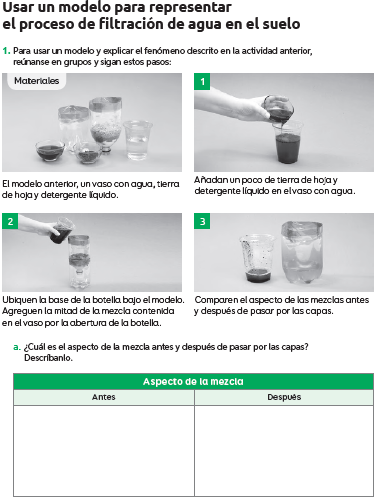 Usar un modelo para representar
el proceso de filtración de agua en el suelo
1. Para usar un modelo y explicar el fenómeno descrito en la actividad anterior,
reúnanse en grupos y sigan estos pasos:
Materiales
El modelo anterior, un vaso con agua, tierra
de hoja y detergente líquido.
1
Añadan un poco de tierra de hoja y
detergente líquido en el vaso con agua.
2
Ubiquen la base de la botella bajo el modelo.
Agreguen la mitad de la mezcla contenida
en el vaso por la abertura de la botella.
3
Comparen el aspecto de las mezclas antes
y después de pasar por las capas.
a. ¿Cuál es el aspecto de la mezcla antes y después de pasar por las capas?
Descríbanlo.
Aspecto de la mezcla
Antes
Después